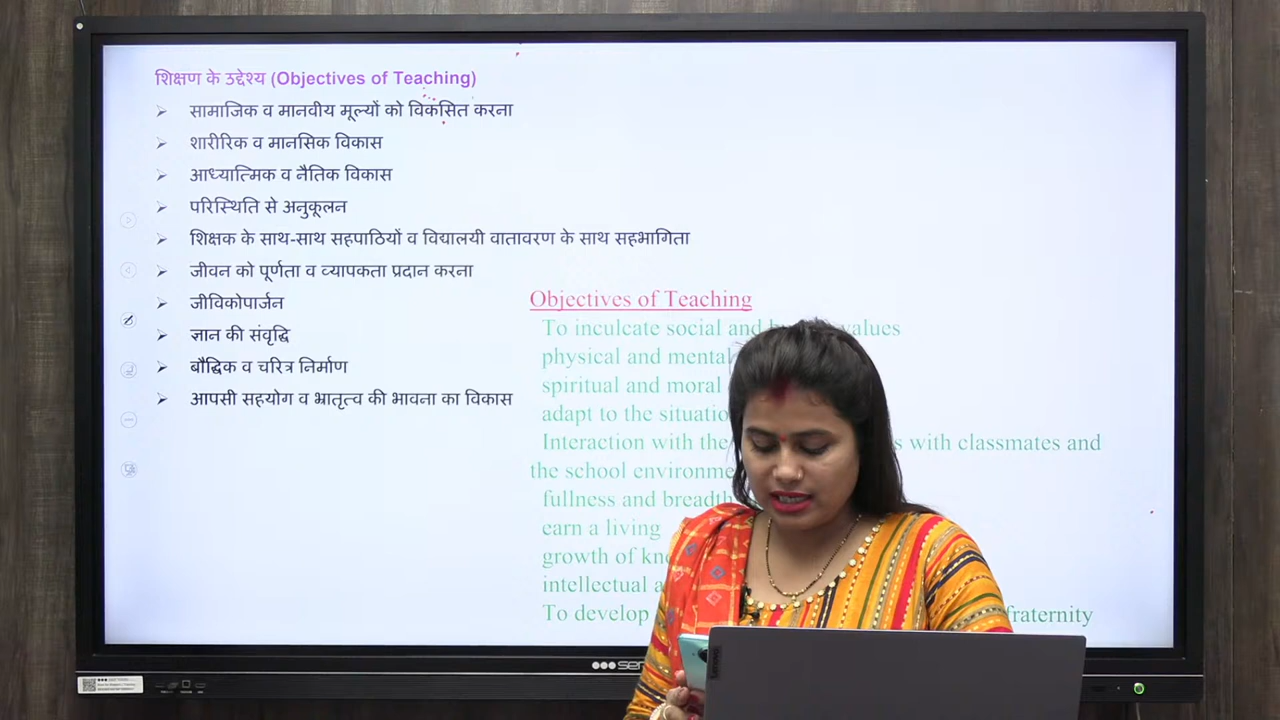 शिक्षण के उद्देश्य (Objectives of Teaching)
➢ सामाजिक व मानवीय मूल्यों को विकसित करना
➢ शारीरिक व मानसिक विकास
➢ आध्यात्मिक व नैतिक विकास
➢ परिस्थिति से अनुकूलन
➢ शिक्षक के साथ-साथ सहपाठियों व विद्यालयी वातावरण के साथ सहभागिता
➢ जीवन को पूर्णता व व्यापकता प्रदान करना
➢ जीविकोपार्जन
➢ ज्ञान की संवृद्धि
➢ बौद्धिक व चरित्र निर्माण
➢ आपसी सहयोग व भ्रातृत्व की भावना का विकास
Objectives of Teaching
To inculcate social and values
physical and mental
spiritual and moral
adapt to the
Interaction with the with classmates and
the school
fullness and breadth
earn a living
growth of
intellectual
To develop fraternity